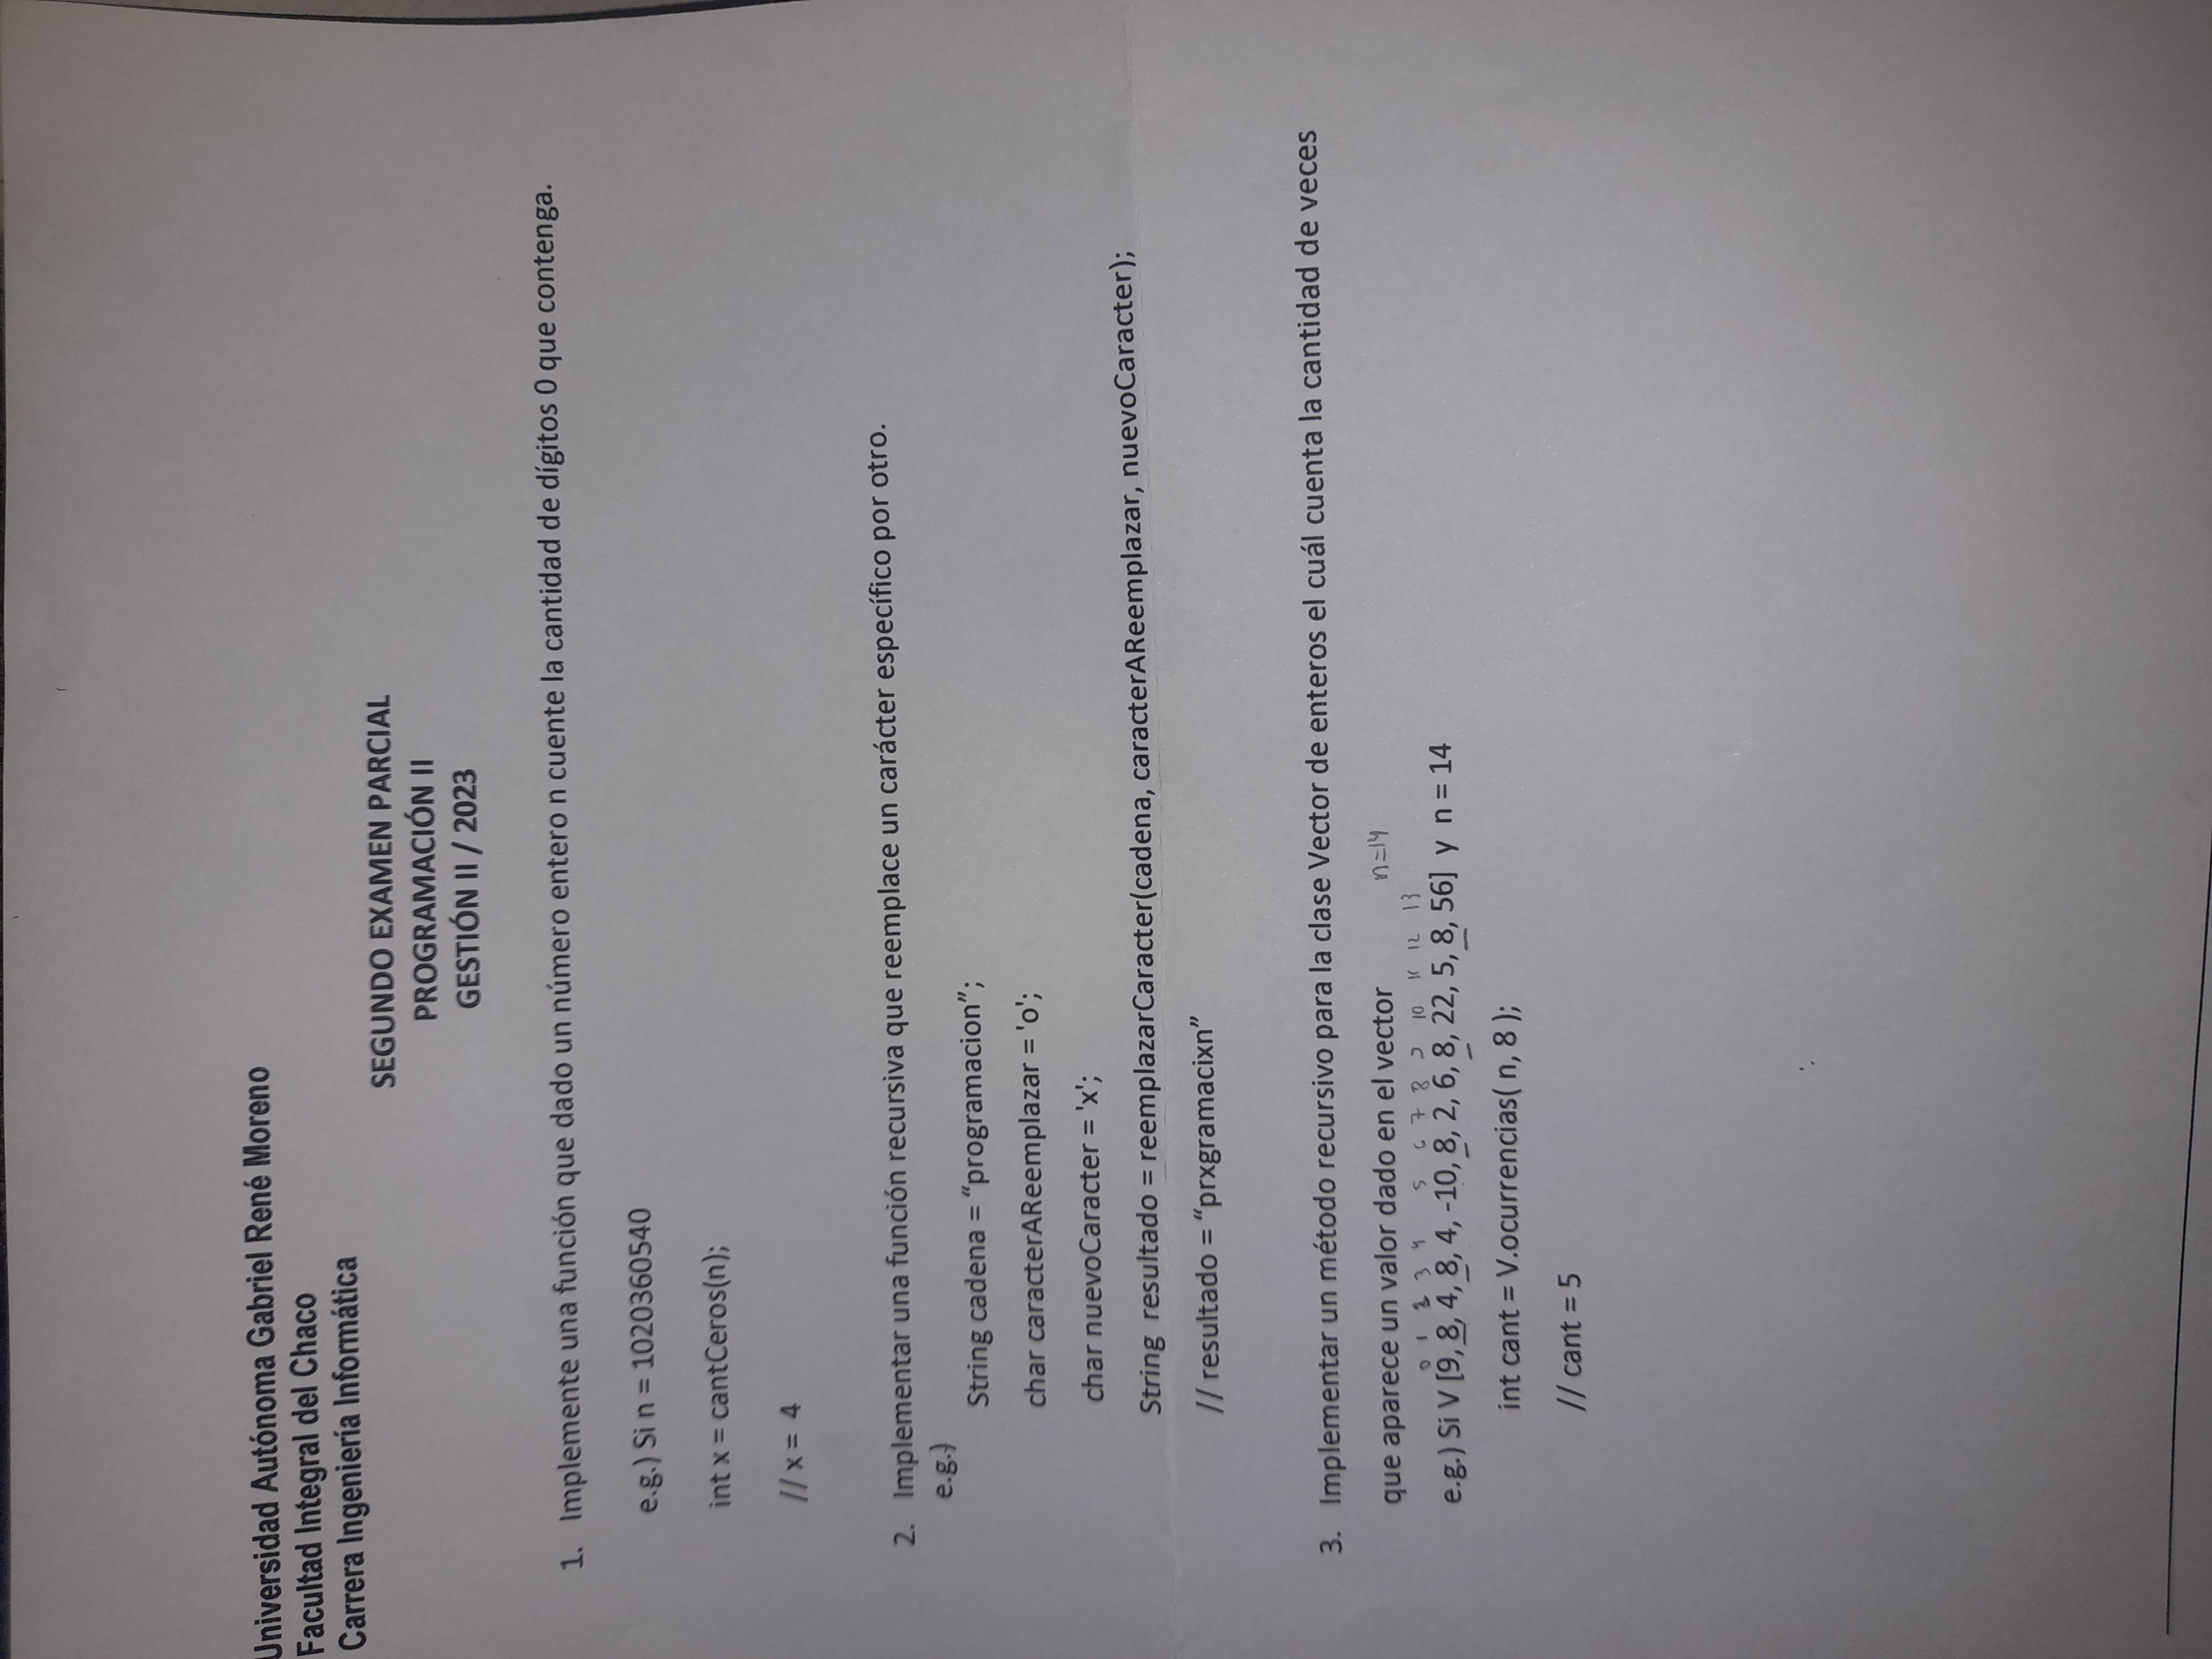 Universidad Autónoma Gabriel René Moreno
Facultad Integral del Chaco
Carrera Ingeniería Informática
SEGUNDO EXAMEN PARCIAL
PROGRAMACIÓN II
GESTIÓN II / 2023
1. Implemente una función que dado un número entero n cuente la cantidad de dígitos 0 que contenga.
e.g.) Si n = 1020360540
int x = cantCeros(n);
// x = 4
2. Implementar una función recursiva que reemplace un carácter específico por otro.
e.g.)
String cadena = “programacion”;
char caracterAReemplazar = 'o';
char nuevoCaracter = 'x';
String resultado = reemplazarCaracter(cadena, caracterAReemplazar, nuevoCaracter);
// resultado = “prxgramacixn”
3. Implementar un método recursivo para la clase Vector de enteros el cuál cuenta la cantidad de veces
que aparece un valor dado en el vector n=14
0 1 2 3 4 5 6 7 8 9 10 11 12 13
e.g.) Si V [9, 8, 4, 8, 4, -10, 8, 2, 6, 8, 22, 5, 8, 56] y n = 14
int cant = V.ocurrencias( n, 8 );
// cant = 5